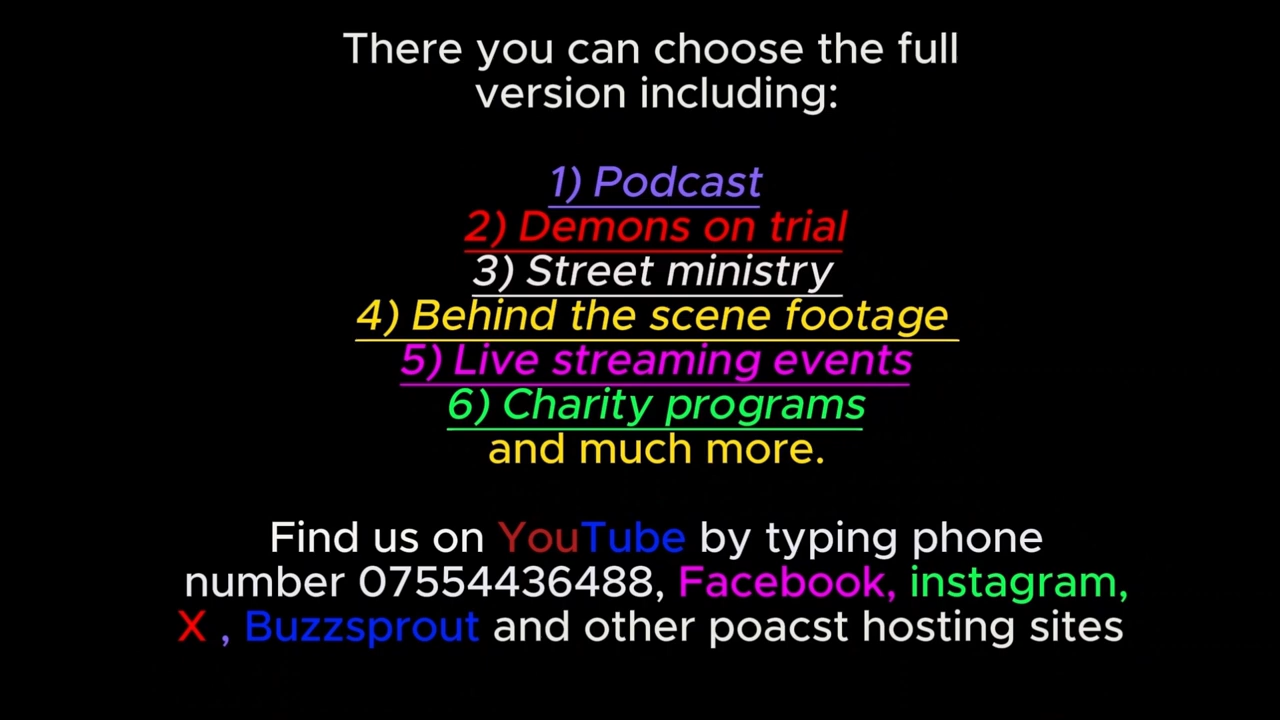 There you can choose the full
version including:
1) Podcast
2) Demons on trial
3) Street ministry
4) Behind the scene footage
5) Live streaming events
6) Charity programs
and much more.
Find us on YouTube by typing phone
number 07554436488, Facebook, instagram,
X , Buzzsprout and other poacst hosting sites